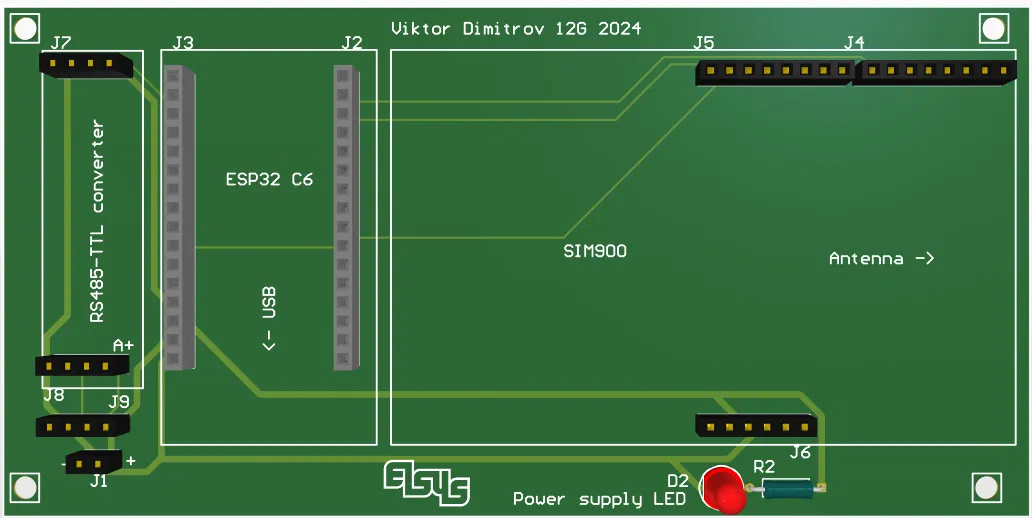 Viktor Dimitrov 12G 2024
J7
J3
J2
J5
J4
RS485-TTL converter
ESP32 C6
SIM900
Antenna ->
<- USB
A+
J8
J9
- +
J1
J6
ELSYS
D2
R2
Power supply LED